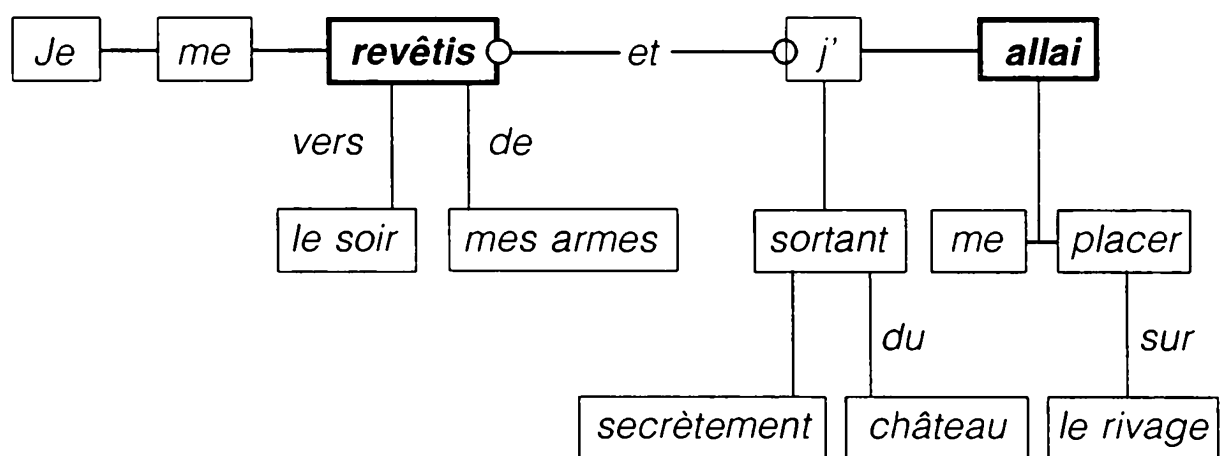 Je me revêtis et j' allai
vers de
le soir mes armes sortant me placer
du sur
secrètement château le rivage